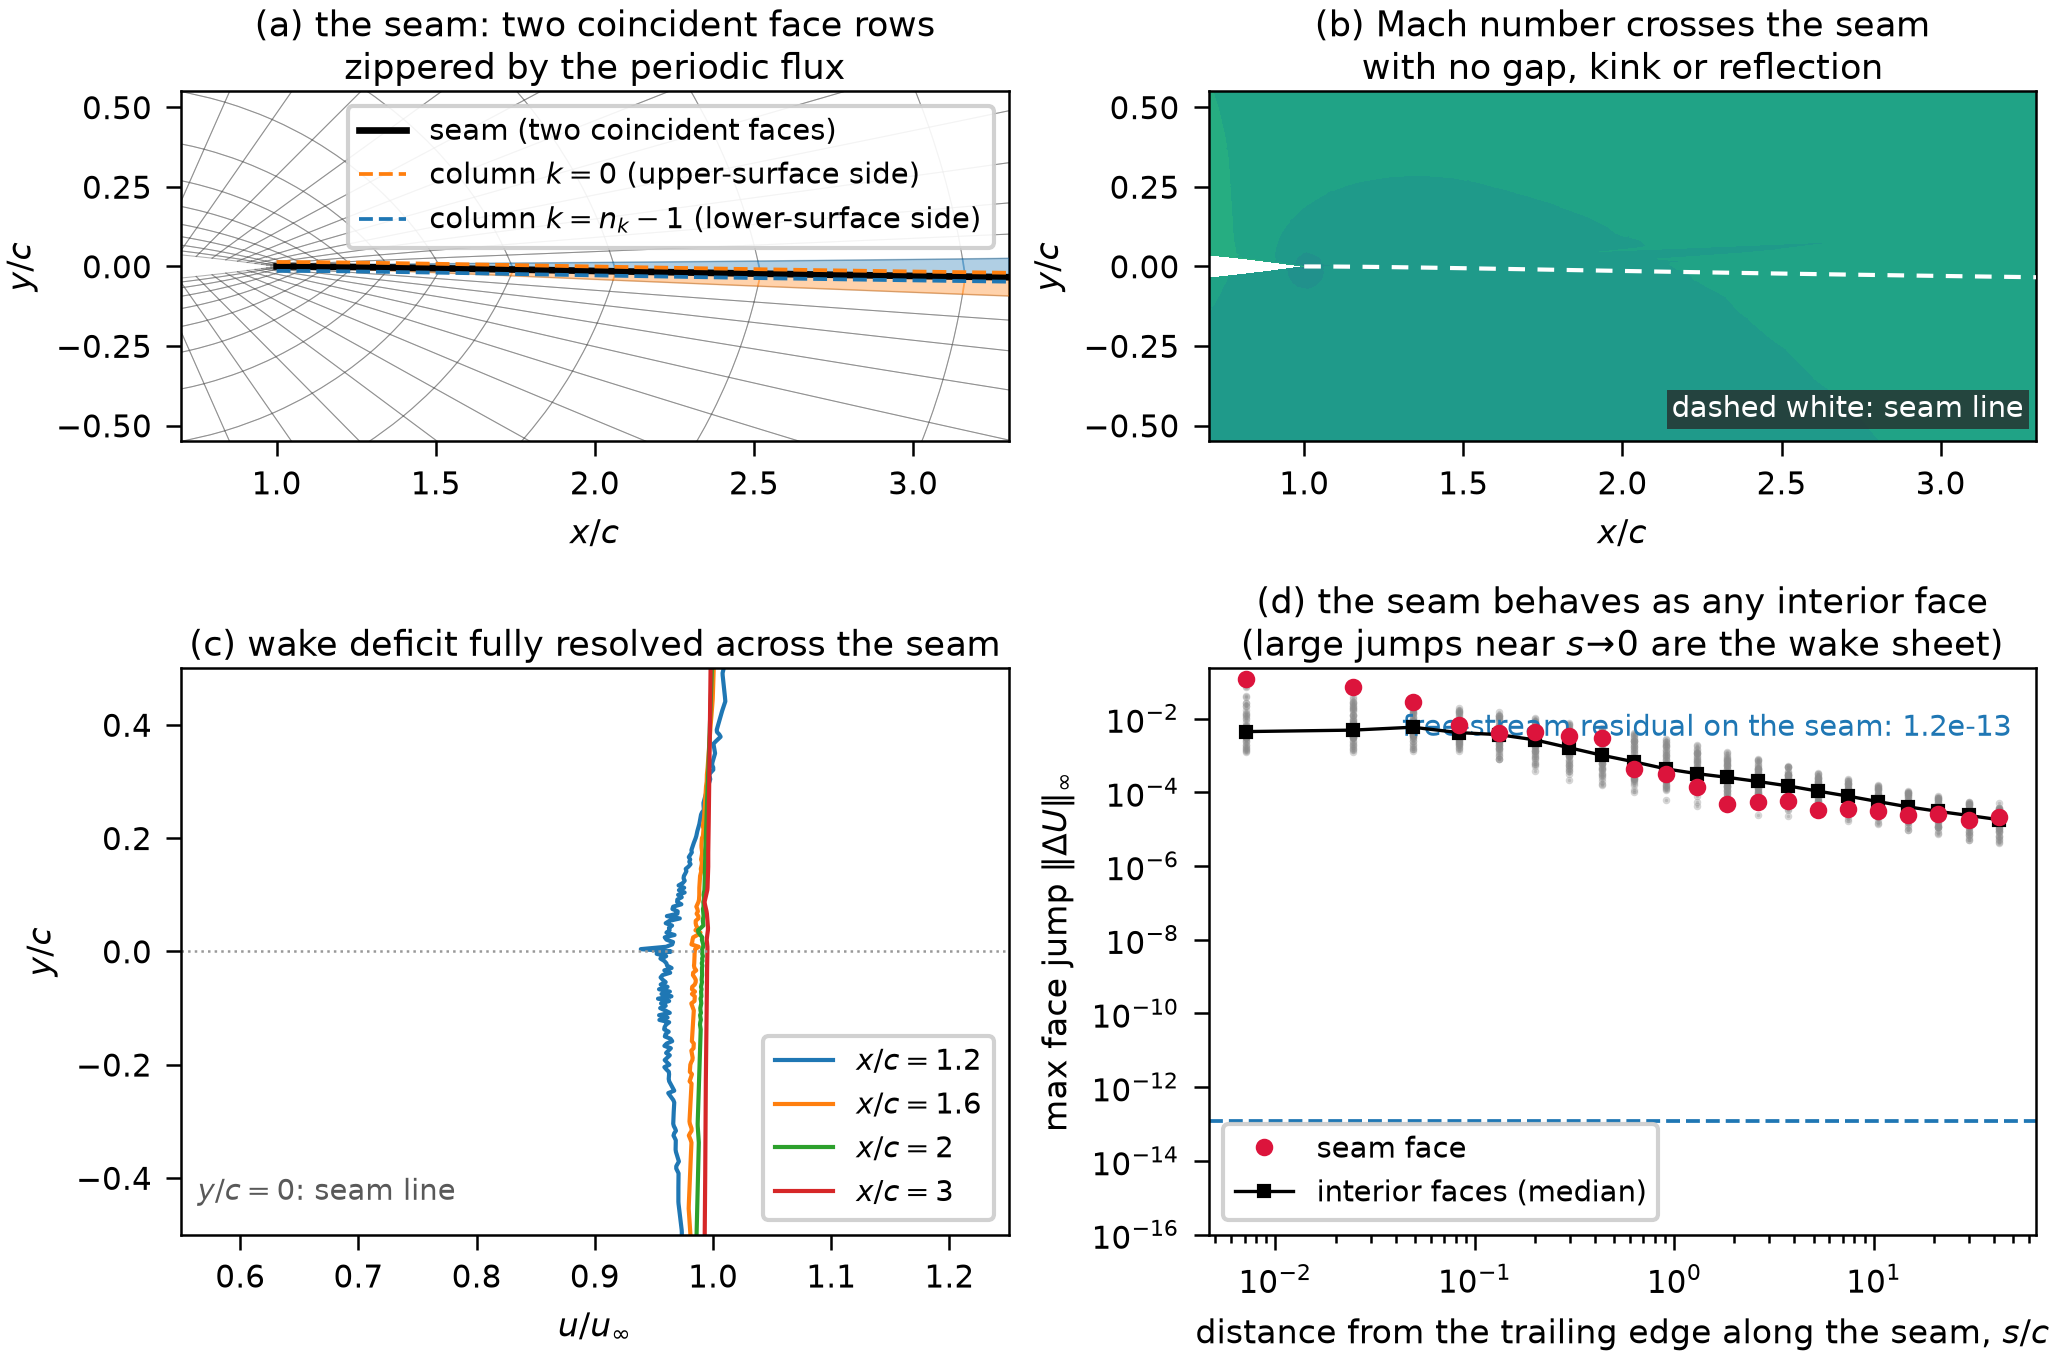 (a) the seam: two coincident face rows
zippered by the periodic flux
0.50
0.25
0.00
−0.25
−0.50
y/c
seam (two coincident faces)
column k = 0 (upper-surface side)
column k = nₖ − 1 (lower-surface side)
1.0
1.5
2.0
2.5
3.0
x/c
(b) Mach number crosses the seam
with no gap, kink or reflection
0.50
0.25
0.00
−0.25
−0.50
y/c
dashed white: seam line
1.0
1.5
2.0
2.5
3.0
x/c
(c) wake deficit fully resolved across the seam
0.4
0.2
0.0
−0.2
−0.4
y/c
y/c = 0: seam line
x/c = 1.2
x/c = 1.6
x/c = 2
x/c = 3
0.6
0.7
0.8
0.9
1.0
1.1
1.2
u/u∞
(d) the seam behaves as any interior face
(large jumps near s→0 are the wake sheet)
10⁻²
10⁻⁴
10⁻⁶
10⁻⁸
10⁻¹⁰
10⁻¹²
10⁻¹⁴
10⁻¹⁶
max face jump ‖ΔU‖∞
free-stream residual on the seam: 1.2e-13
seam face
interior faces (median)
10⁻²
10⁻¹
10⁰
10¹
distance from the trailing edge along the seam, s/c